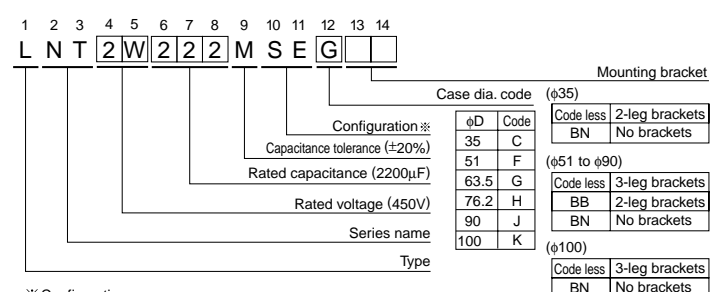 1 2 3 4 5 6 7 8 9 10 11 12 13 14
L N T 2 W 2 2 2 M S E G
Mounting bracket
Case dia. code
Configuration※
Capacitance tolerance (±20%)
Rated capacitance (2200μF)
Rated voltage (450V)
Series name
Type
ϕD Code
35 C
51 F
63.5 G
76.2 H
90 J
100 K
(ϕ35)
Code less 2-leg brackets
BN No brackets
(ϕ51 to ϕ90)
Code less 3-leg brackets
BB 2-leg brackets
BN No brackets
(ϕ100)
Code less 3-leg brackets
BN No brackets